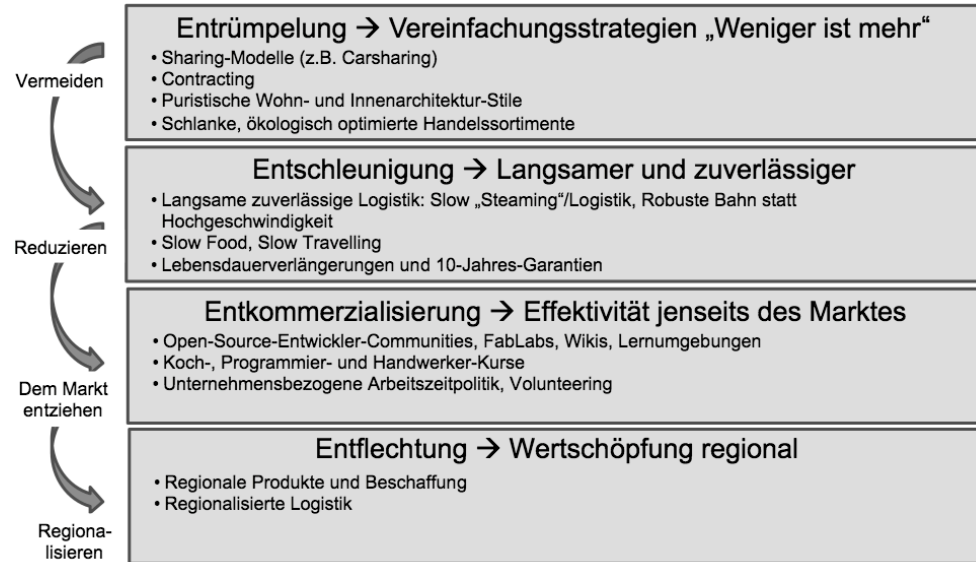 Vermeiden
Entrümpelung → Vereinfachungsstrategien „Weniger ist mehr“
• Sharing-Modelle (z.B. Carsharing)
• Contracting
• Puristische Wohn- und Innenarchitektur-Stile
• Schlanke, ökologisch optimierte Handelssortimente
Reduzieren
Entschleunigung → Langsamer und zuverlässiger
• Langsame zuverlässige Logistik: Slow „Steaming“/Logistik, Robuste Bahn statt
Hochgeschwindigkeit
• Slow Food, Slow Travelling
• Lebensdauerverlängerungen und 10-Jahres-Garantien
Dem Markt
entziehen
Entkommerzialisierung → Effektivität jenseits des Marktes
• Open-Source-Entwickler-Communities, FabLabs, Wikis, Lernumgebungen
• Koch-, Programmier- und Handwerker-Kurse
• Unternehmensbezogene Arbeitszeitpolitik, Volunteering
Regiona-
lisieren
Entflechtung → Wertschöpfung regional
• Regionale Produkte und Beschaffung
• Regionalisierte Logistik